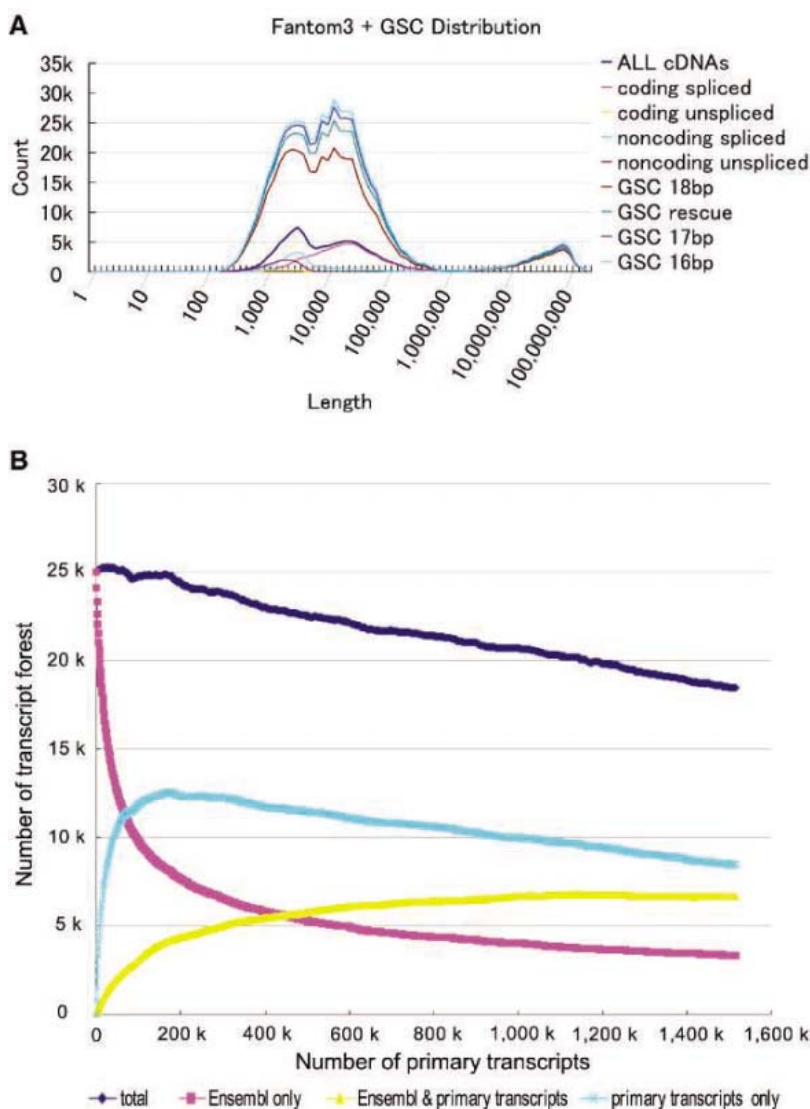 A
Fantom3 + GSC Distribution
Count
35k
30k
25k
20k
15k
10k
5k
0
1
10
100
1,000
10,000
100,000
1,000,000
10,000,000
100,000,000
Length
ALL cDNAs
coding spliced
coding unspliced
noncoding spliced
noncoding unspliced
GSC 18bp
GSC rescue
GSC 17bp
GSC 16bp
B
Number of transcript forest
30 k
25 k
20 k
15 k
10 k
5 k
0
0
200 k
400 k
600 k
800 k
1,000 k
1,200 k
1,400 k
1,600 k
Number of primary transcripts
total
Ensembl only
Ensembl & primary transcripts
primary transcripts only